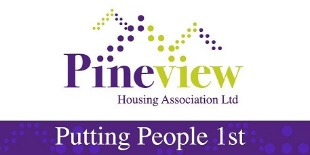 Pineview
Housing Association Ltd
Putting People 1st